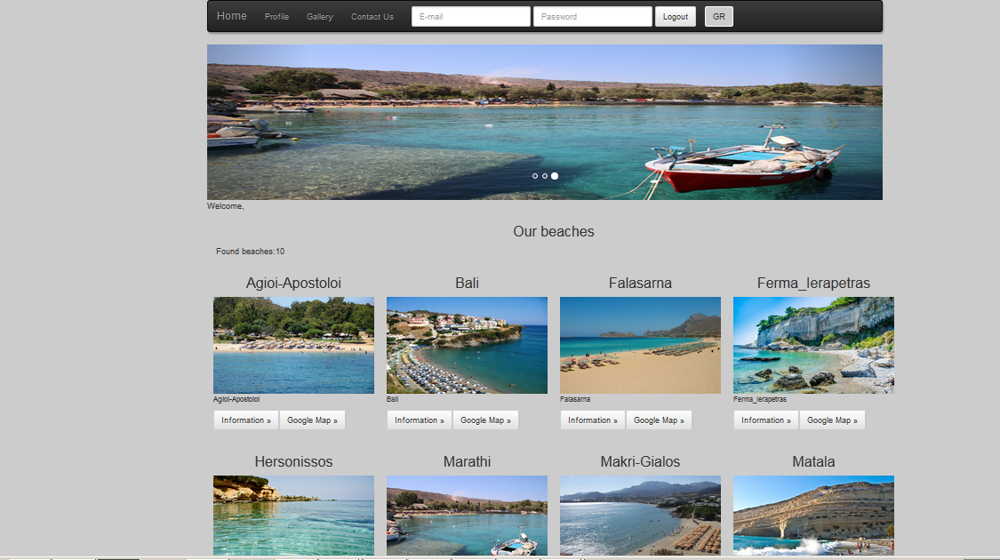 Home Profile Gallery Contact Us E-mail Password Logout GR
Welcome,
Our beaches
Found beaches:10
Agioi-Apostoloi Bali Falasarna Ferma_Ierapetras
Agioi-Apostoloi Bali Falasarna Ferma_Ierapetras
Information » Google Map » Information » Google Map » Information » Google Map » Information » Google Map »
Hersonissos Marathi Makri-Gialos Matala